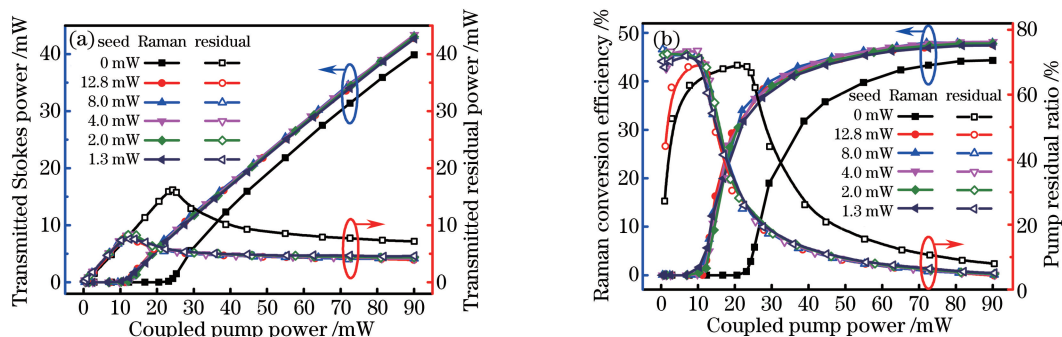 (a)
Transmitted Stokes power /mW
Transmitted residual power /mW
Coupled pump power /mW
seed Raman residual
0 mW
12.8 mW
8.0 mW
4.0 mW
2.0 mW
1.3 mW
40
30
20
10
0
0 10 20 30 40 50 60 70 80 90
40
30
20
10
0
(b)
Raman conversion efficiency /%
Pump residual ratio /%
Coupled pump power /mW
seed Raman residual
0 mW
12.8 mW
8.0 mW
4.0 mW
2.0 mW
1.3 mW
50
40
30
20
10
0
0 10 20 30 40 50 60 70 80 90
80
70
60
50
40
30
20
10
0